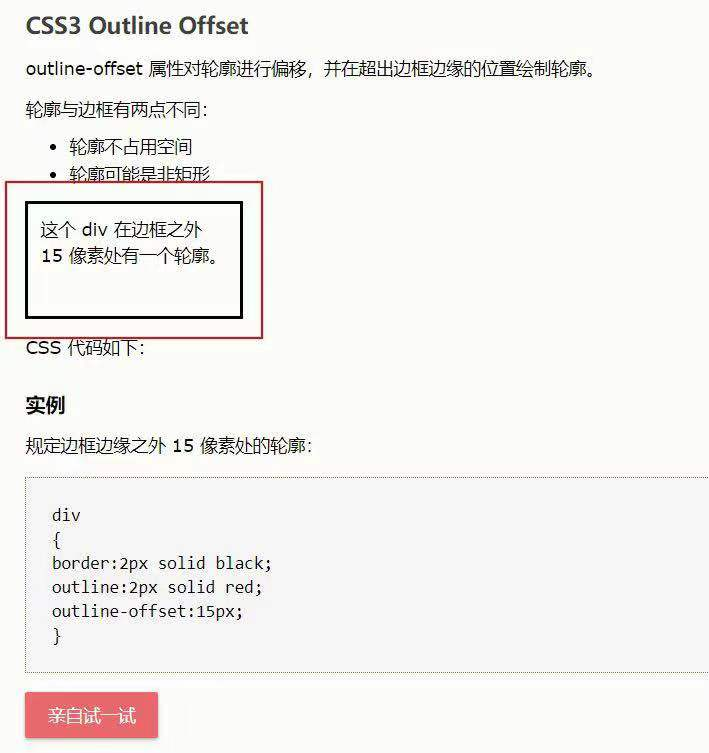 CSS3 Outline Offset
outline-offset 属性对轮廓进行偏移，并在超出边框边缘的位置绘制轮廓。
轮廓与边框有两点不同：
• 轮廓不占用空间
• 轮廓可能是非矩形
这个 div 在边框之外
15 像素处有一个轮廓。
CSS 代码如下：
实例
规定边框边缘之外 15 像素处的轮廓：
div
{
border:2px solid black;
outline:2px solid red;
outline-offset:15px;
}
亲自试一试